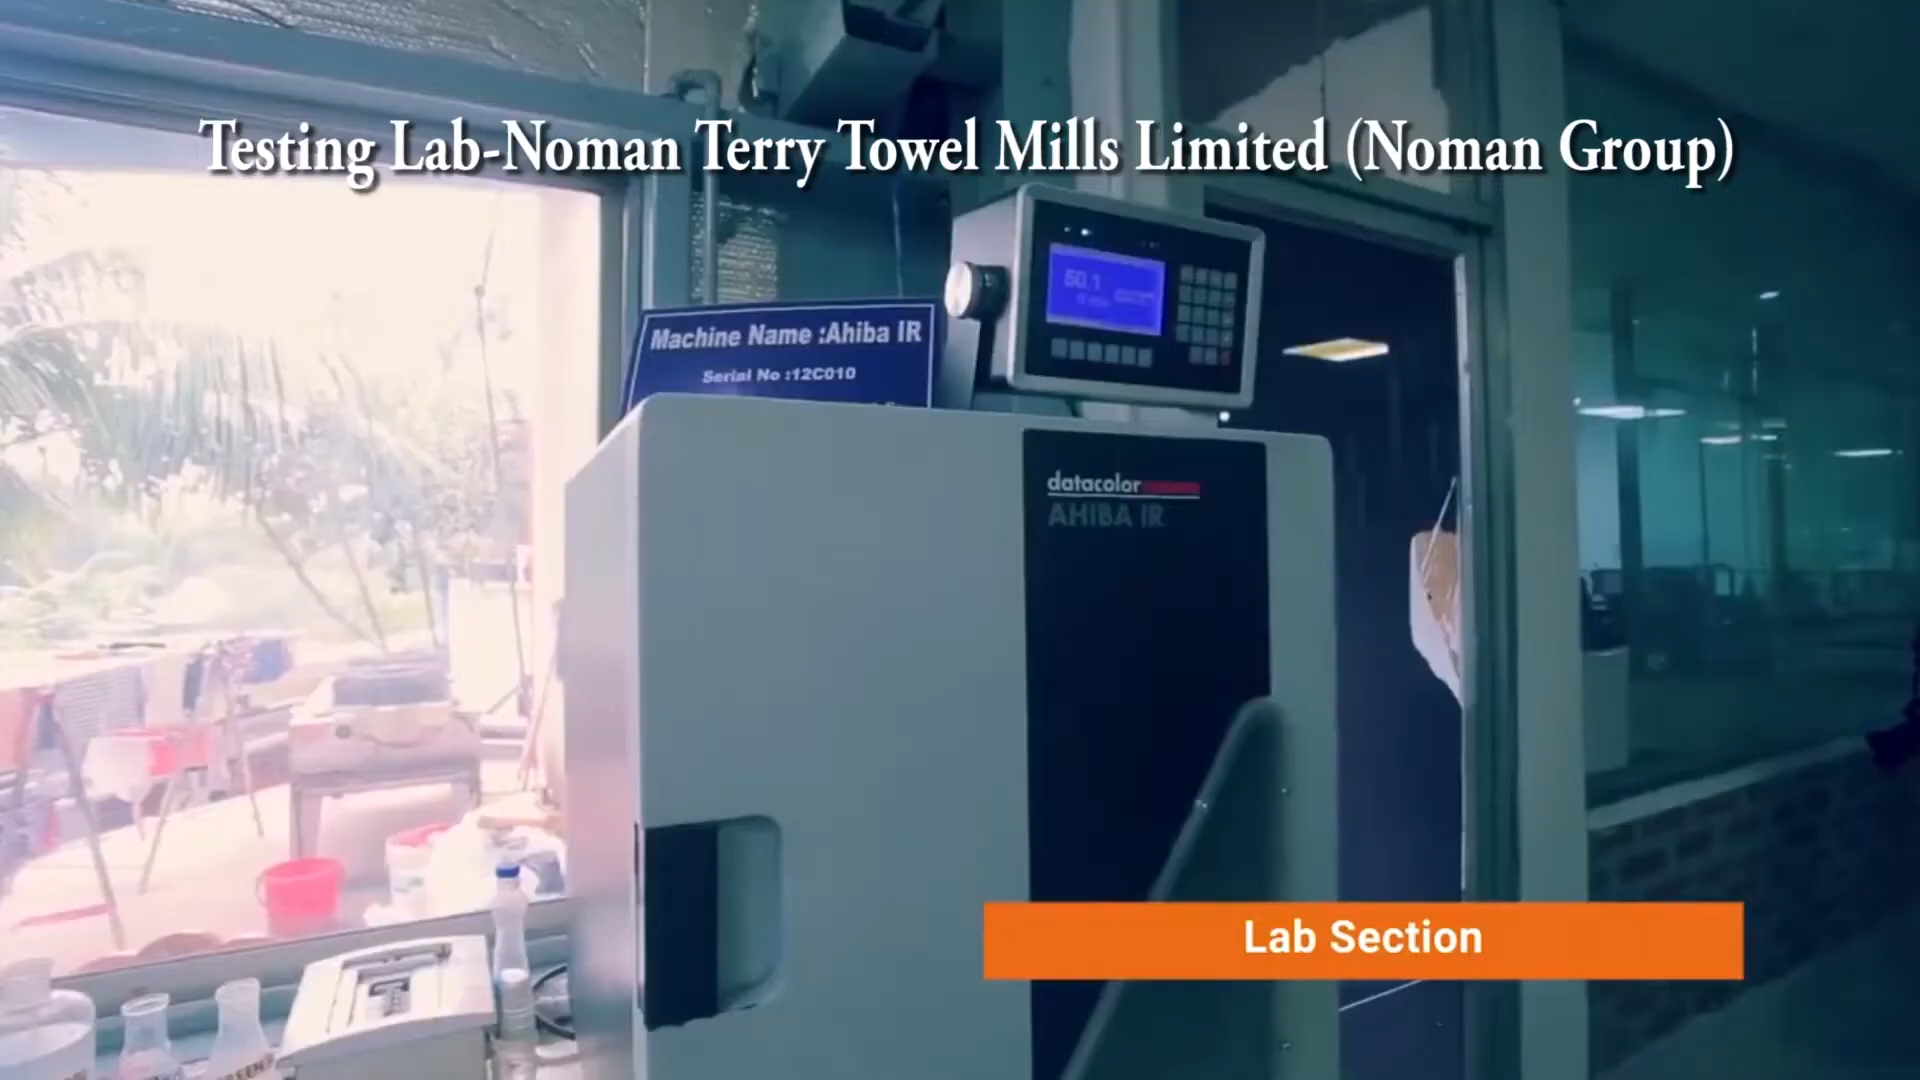 Testing Lab-Noman Terry Towel Mills Limited (Noman Group)
Machine Name :Ahiba IR
Serial No :12C010
datacolor
AHIBA IR
Lab Section